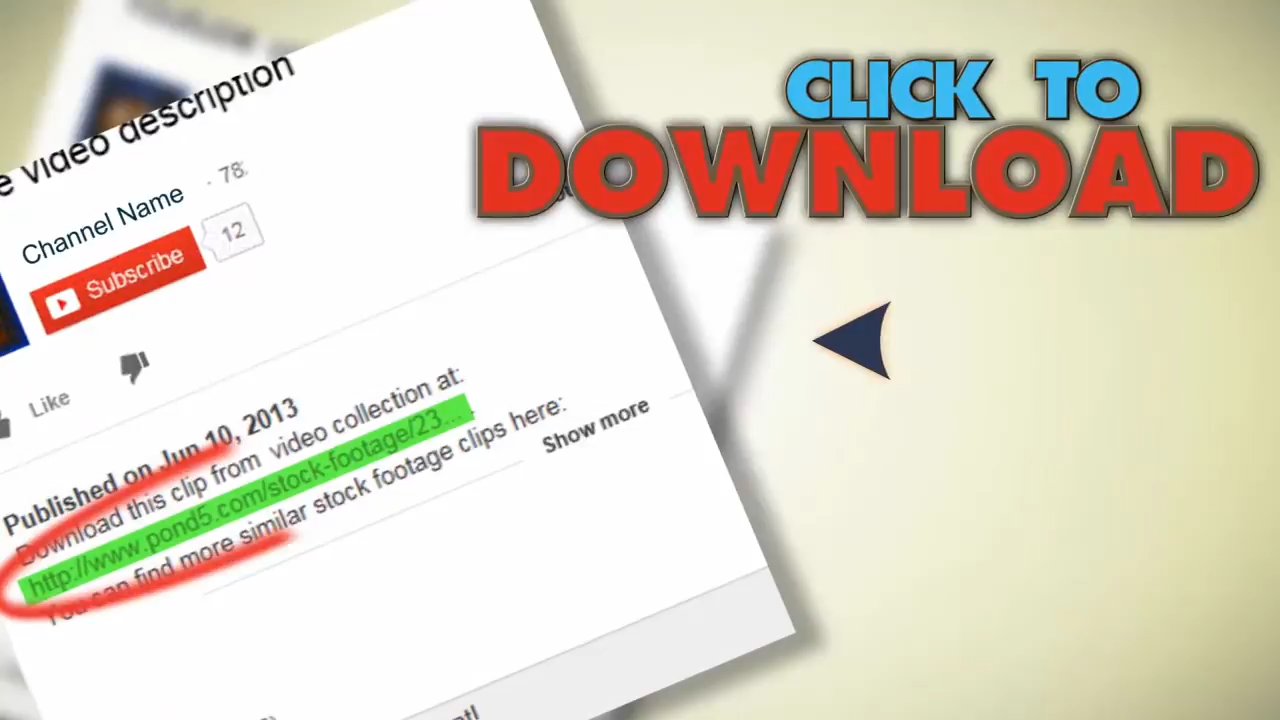 CLICK TO
DOWNLOAD
e video description
Channel Name
78
Subscribe
12
Like
Published on Jun 10, 2013
Download this clip from video collection at:
http://www.pond5.com/stock-footage/23...
You can find more similar stock footage clips here:
Show more